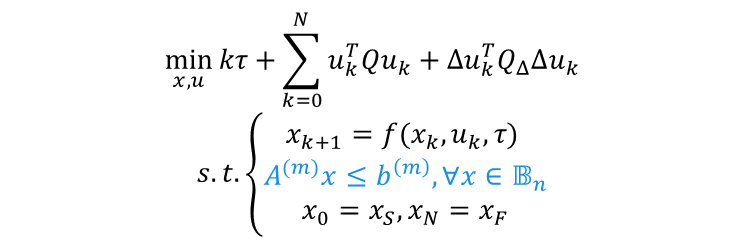 min_{x,u} kτ + ∑_{k=0}^{N} u_k^T Q u_k + Δu_k^T Q_Δ Δu_k
s.t. { x_{k+1} = f(x_k, u_k, τ)
A^{(m)}x ≤ b^{(m)}, ∀x ∈ 𝔹_n
x_0 = x_S, x_N = x_F